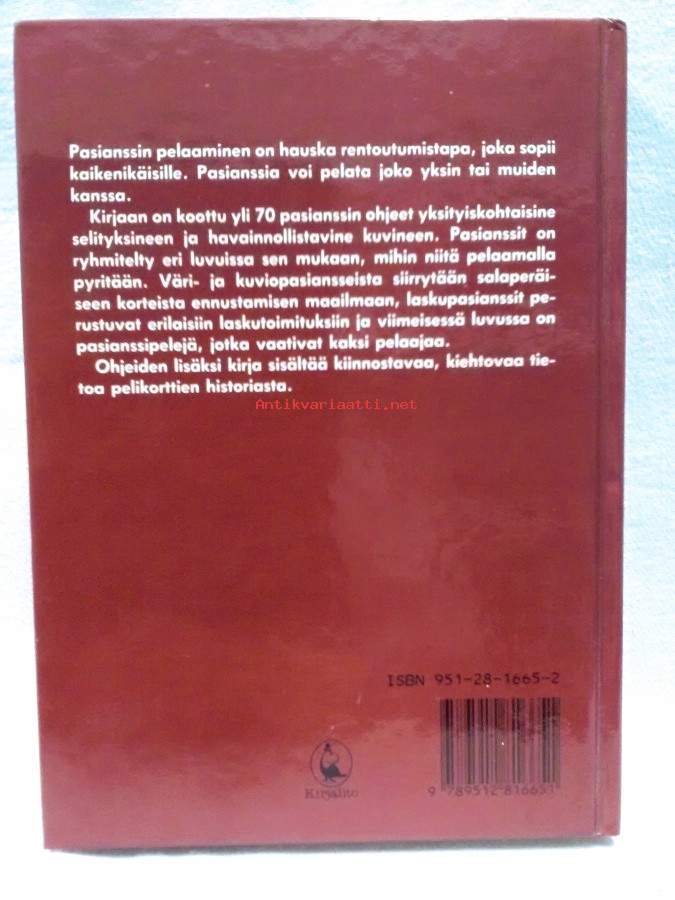 Pasianssin pelaaminen on hauska rentoutumistapa, joka sopii
kaikenikäisille. Pasianssia voi pelata joko yksin tai muiden
kanssa.
Kirjaan on koottu yli 70 pasianssin ohjeet yksityiskohtaisine
selityksineen ja havainnollistavine kuvineen. Pasianssit on
ryhmitelty eri luvuissa sen mukaan, mihin niitä pelaamalla
pyritään. Väri- ja kuviopasiansseista siirrytään salaperäi-
seen korteista ennustamisen maailmaan, laskupasianssit pe-
rustuvat erilaisiin laskutoimituksiin ja viimeisessä luvussa on
pasianssipelejä, jotka vaativat kaksi pelaajaa.
Ohjeiden lisäksi kirja sisältää kiinnostavaa, kiehtovaa tie-
toa pelikorttien historiasta.
Antikvariaatti.net
ISBN 951-28-1665-2
Kirjalito
9 789512 816651